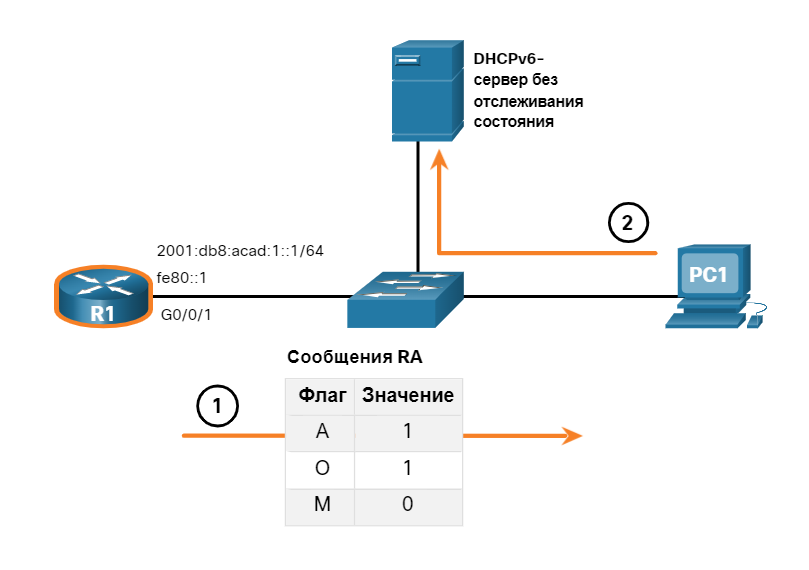 DHCPv6-
сервер без
отслеживания
состояния
2
2001:db8:acad:1::1/64
fe80::1
PC1
R1
G0/0/1
Сообщения RA
1
Флаг Значение
A 1
O 1
M 0